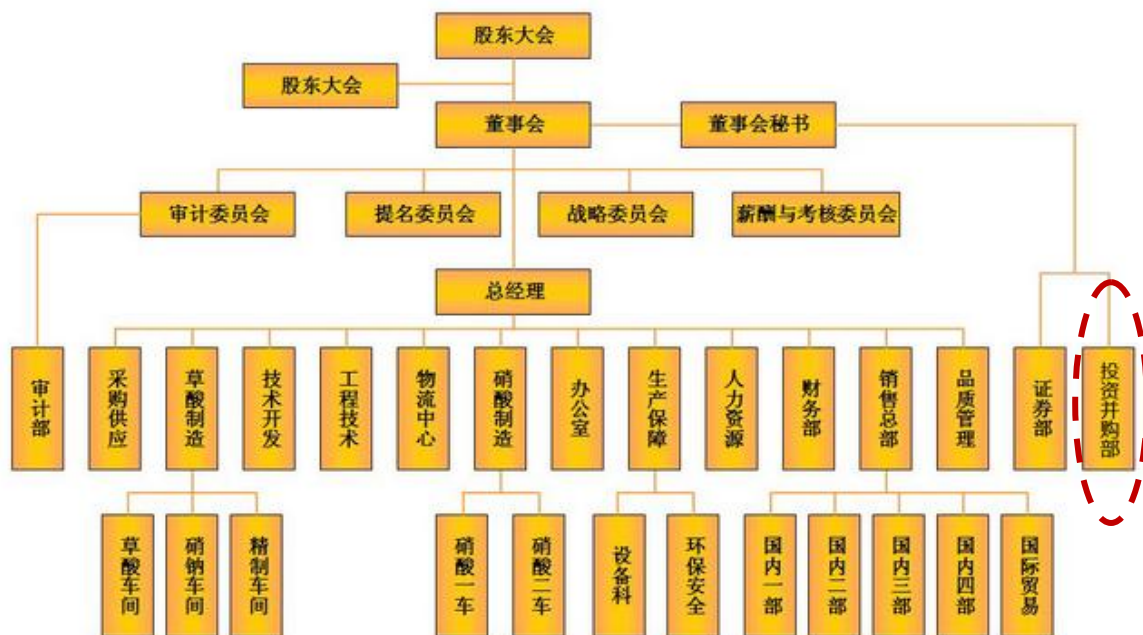 股东大会
股东大会
董事会
董事会秘书
审计委员会
提名委员会
战略委员会
薪酬与考核委员会
总经理
审计部
采购供应
草酸制造
技术开发
工程技术
物流中心
硝酸制造
办公室
生产保障
人力资源
财务部
销售总部
品质管理
证券部
投资并购部
草酸车间
硝钠车间
精制车间
硝酸一车
硝酸二车
设备科
环保安全
国内一部
国内二部
国内三部
国内四部
国际贸易